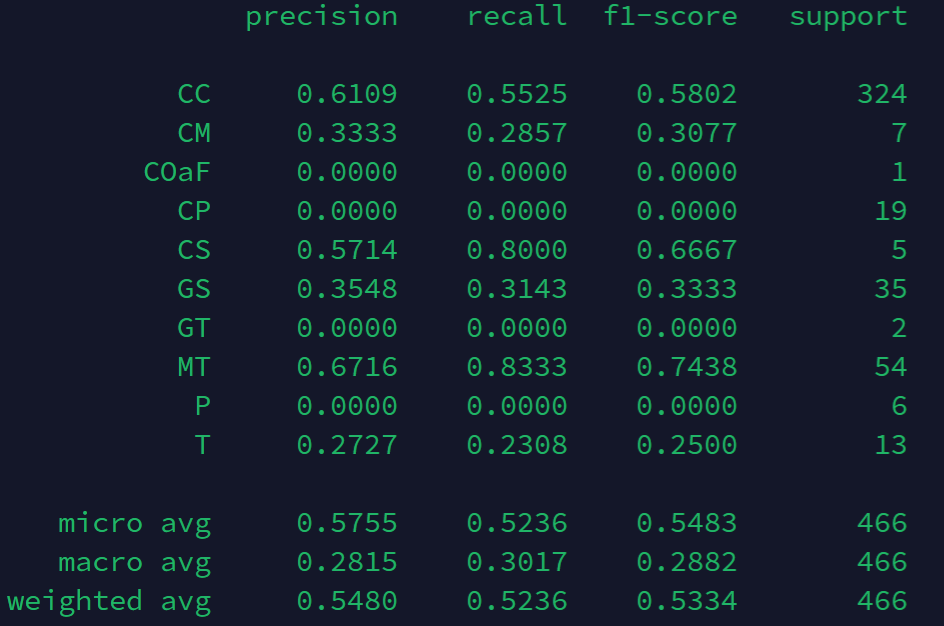 precision recall f1-score support
CC 0.6109 0.5525 0.5802 324
CM 0.3333 0.2857 0.3077 7
COaF 0.0000 0.0000 0.0000 1
CP 0.0000 0.0000 0.0000 19
CS 0.5714 0.8000 0.6667 5
GS 0.3548 0.3143 0.3333 35
GT 0.0000 0.0000 0.0000 2
MT 0.6716 0.8333 0.7438 54
P 0.0000 0.0000 0.0000 6
T 0.2727 0.2308 0.2500 13
micro avg 0.5755 0.5236 0.5483 466
macro avg 0.2815 0.3017 0.2882 466
weighted avg 0.5480 0.5236 0.5334 466